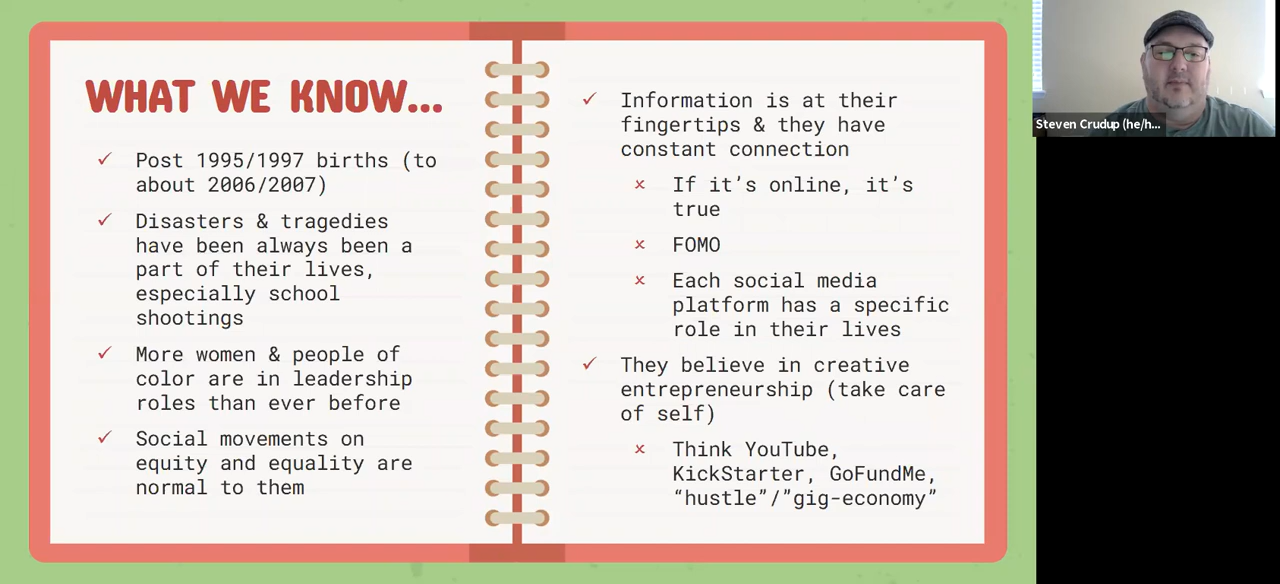 WHAT WE KNOW...
Post 1995/1997 births (to
about 2006/2007)
Disasters & tragedies
have been always been a
part of their lives,
especially school
shootings
More women & people of
color are in leadership
roles than ever before
Social movements on
equity and equality are
normal to them
Information is at their
fingertips & they have
constant connection
If it’s online, it’s
true
FOMO
Each social media
platform has a specific
role in their lives
They believe in creative
entrepreneurship (take care
of self)
Think YouTube,
KickStarter, GoFundMe,
“hustle”/”gig-economy”
Steven Crudup (he/h...